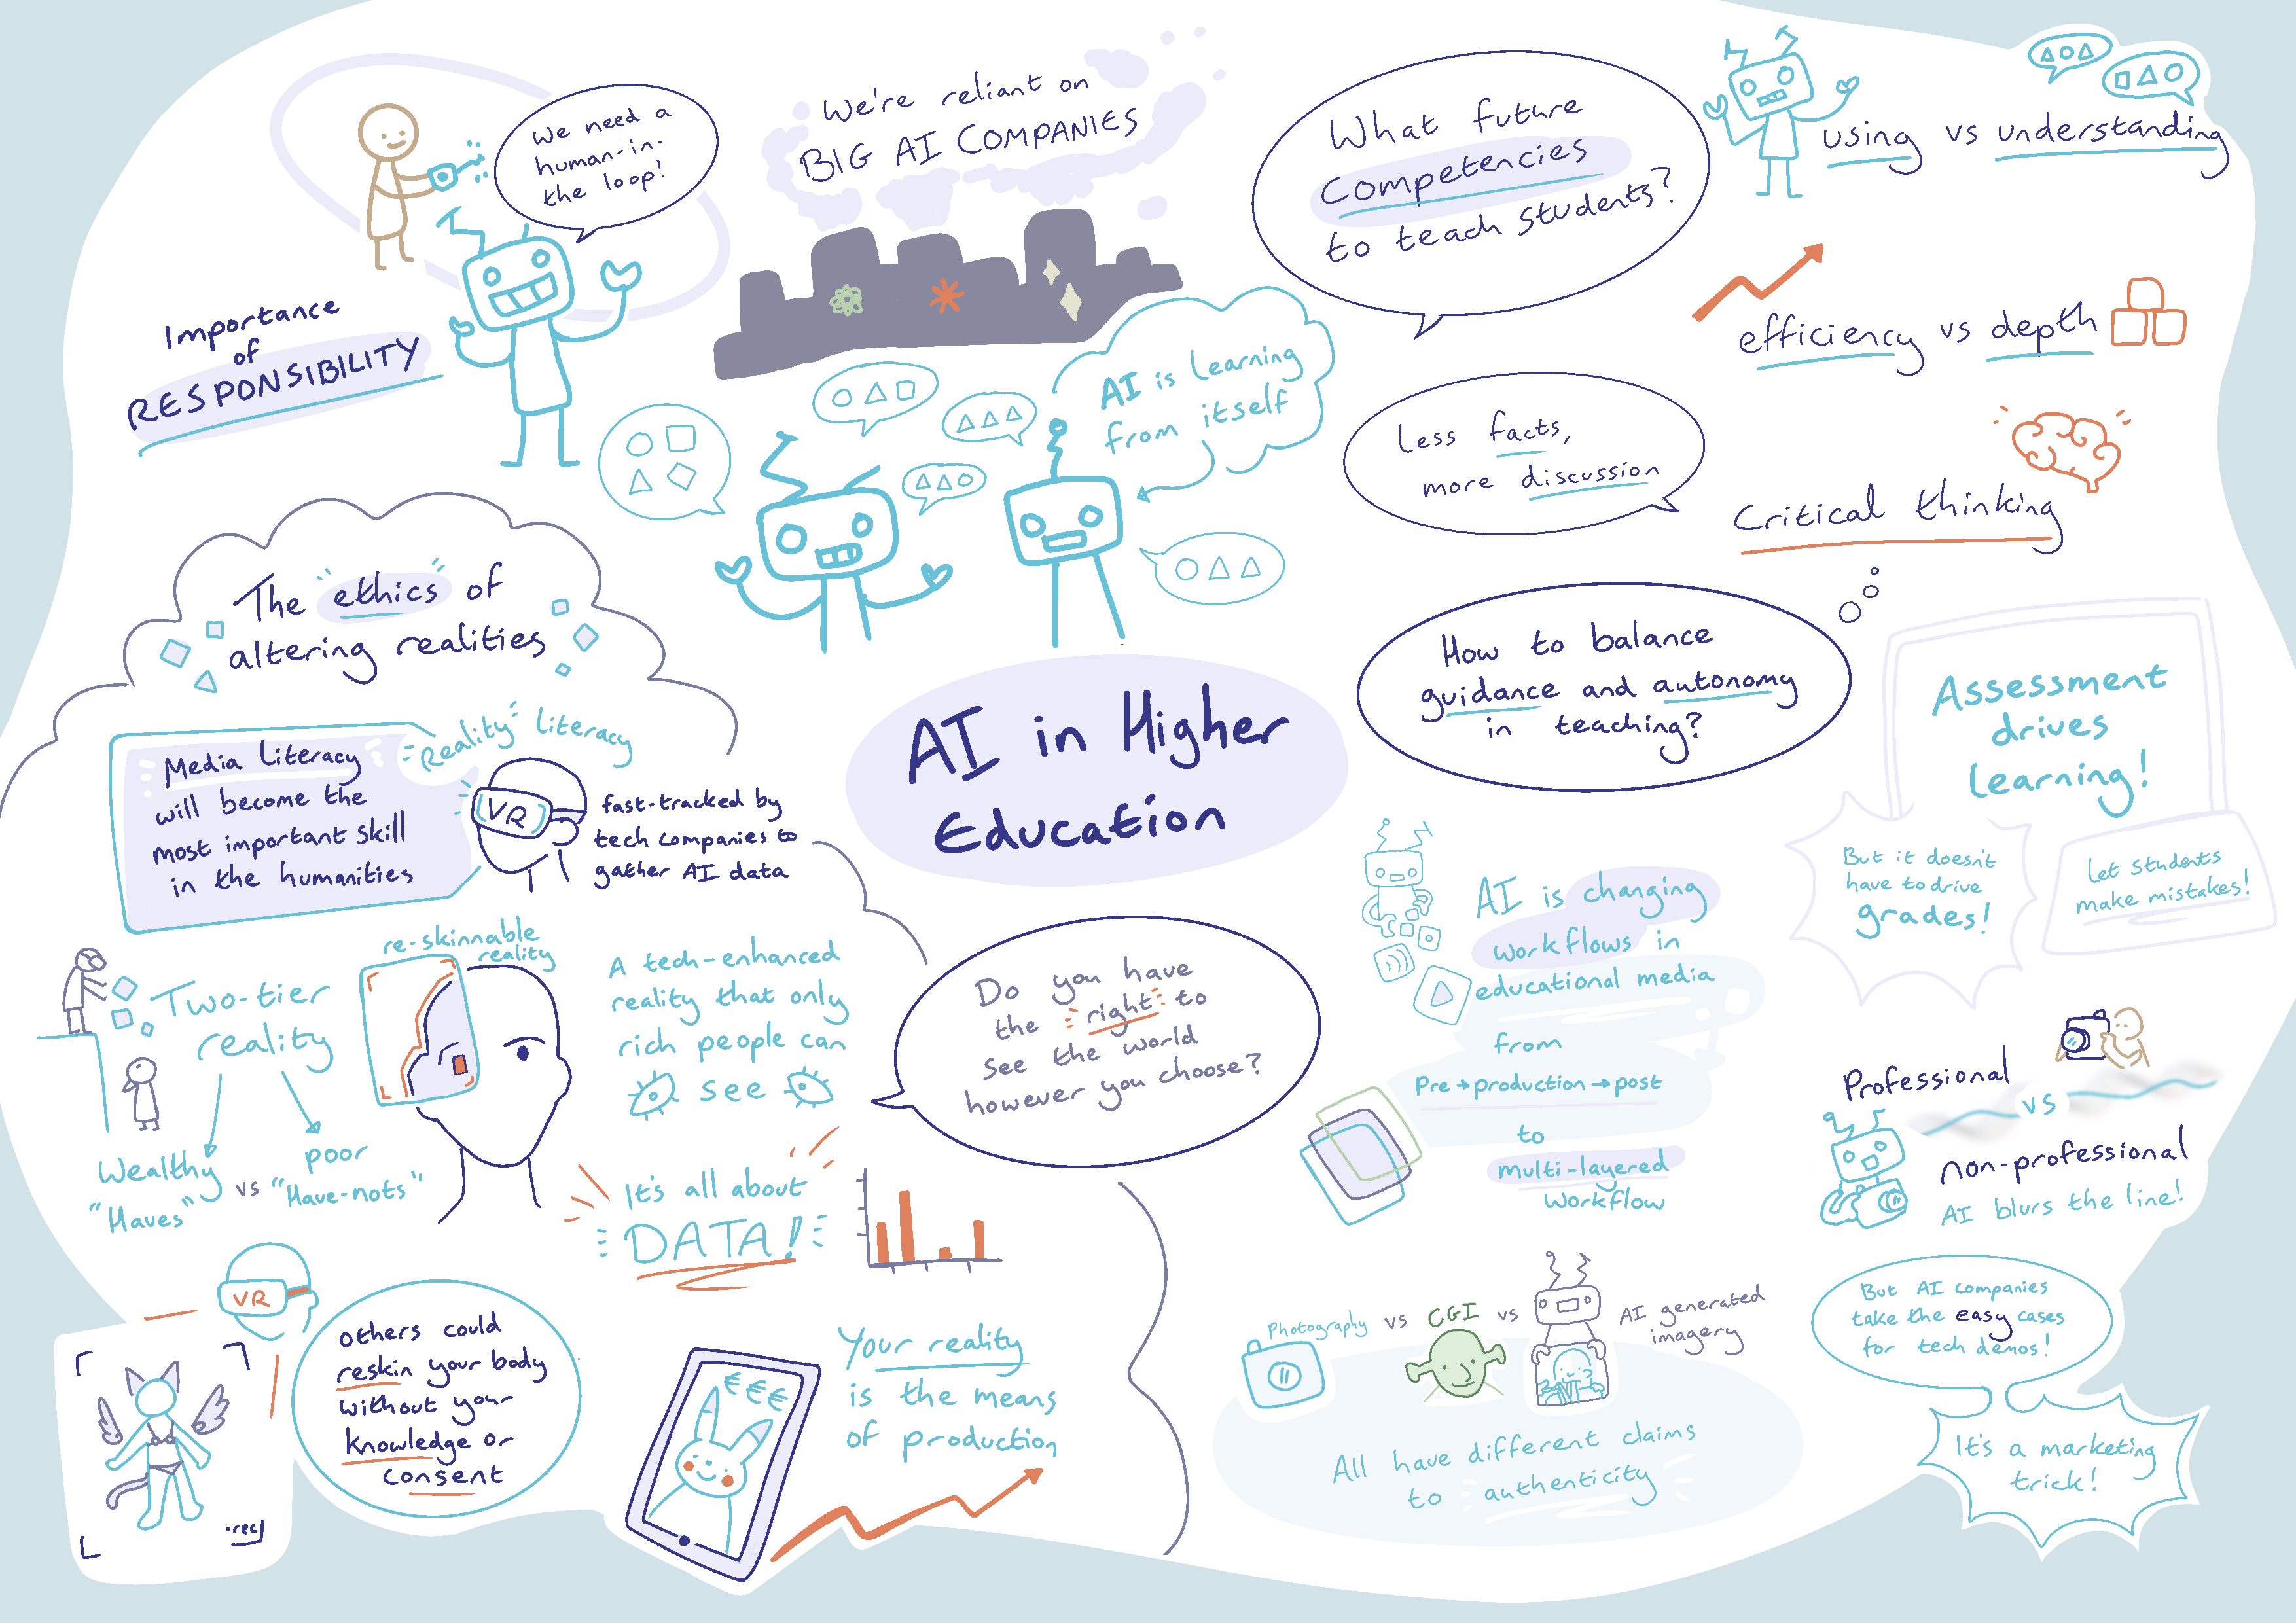 We need a
human-in-
the loop!
Importance
of
RESPONSIBILITY
We're reliant on
BIG AI COMPANIES
AI is learning
from itself
What future
competencies
to teach students?
using vs understanding
efficiency vs depth
Less facts,
more discussion
Critical thinking
How to balance
guidance and autonomy
in teaching?
Assessment
drives
learning!
But it doesn't
have to drive
grades!
Let students
make mistakes!
The ethics of
altering realities
Media Literacy
will become the
most important skill
in the humanities
Reality Literacy
VR
fast-tracked by
tech companies to
gather AI data
AI in Higher
Education
Two-tier
reality
Wealthy
"Haves"
vs
poor
"Have-nots"
re-skinnable
reality
A tech-enhanced
reality that only
rich people can
see
Do you have
the right to
see the world
however you choose?
It's all about
DATA!
VR
.rec
Others could
reskin your body
without your
knowledge or
consent
€€€
Your reality
is the means
of production
AI is changing
workflows in
educational media
from
Pre → production → post
to
multi-layered
workflow
Professional
vs
non-professional
AI blurs the line!
Photography vs CGI vs AI generated
imagery
All have different claims
to authenticity
But AI companies
take the easy cases
for tech demos!
It's a marketing
trick!